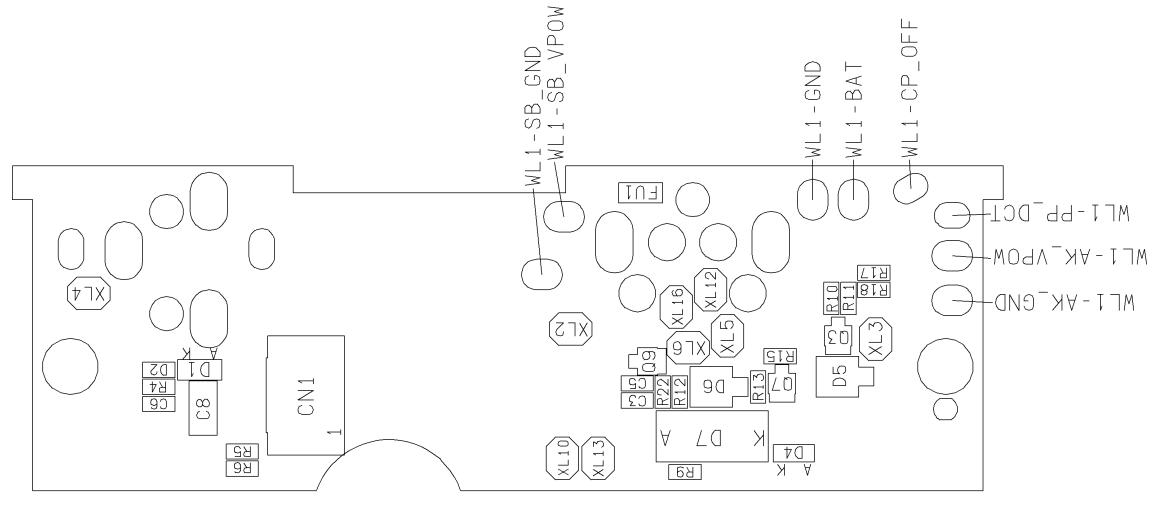 WL1-SB_GND
WL1-SB_VPOW
WL1-GND
WL1-BAT
WL1-CP_OFF
FU1
WL1-PP_DCT
WL1-AK_VPOW
WL1-AK_GND
R17
R18
R10
R11
XL4
XL16
XL12
XL2
XL5
XL6
Q3
XL3
K A
D2
D1
R4
C6
C8
CN1
1
Q9
R15
C5
C3
R22
R12
D6
R13
Q7
D5
A D7 K
D4
K A
R5
R6
XL10
XL13
R9